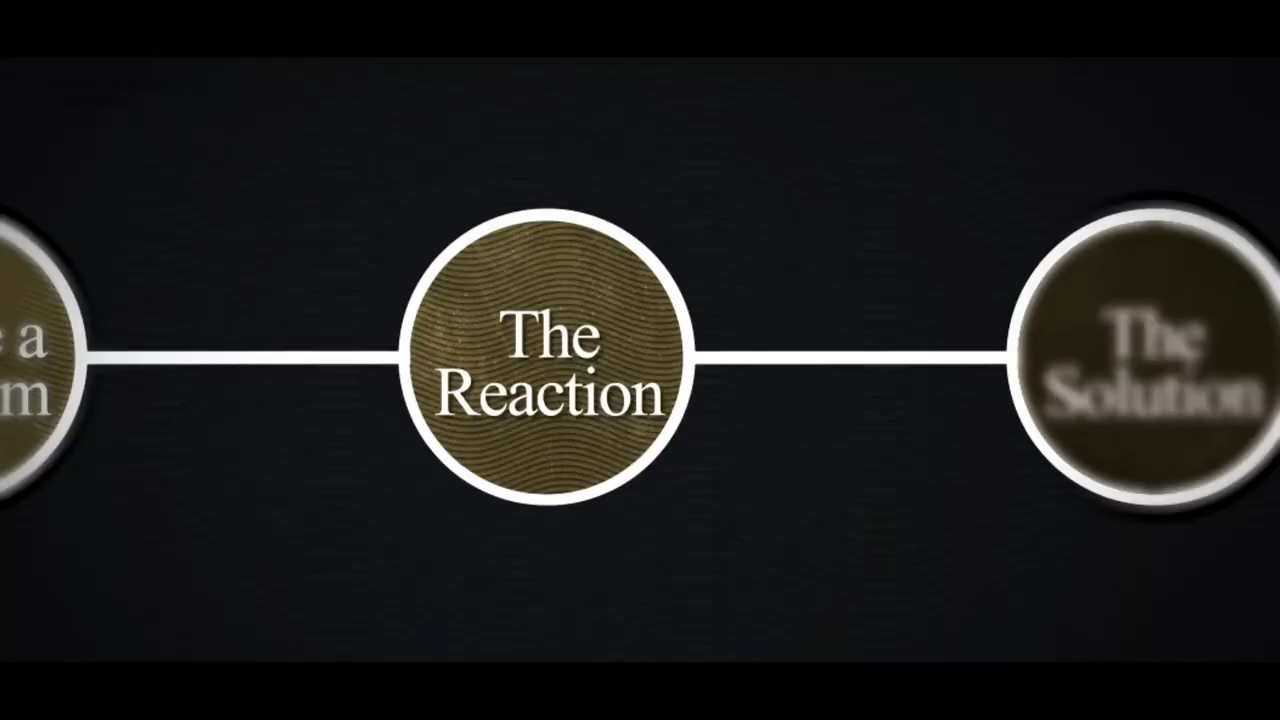 e a
m
The
Reaction
The
Solution